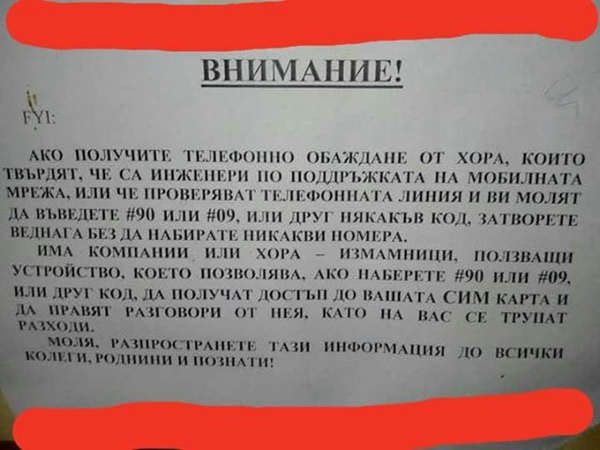 ВНИМАНИЕ!
FYI:
АКО ПОЛУЧИТЕ ТЕЛЕФОННО ОБАЖДАНЕ ОТ ХОРА, КОИТО
ТВЪРДЯТ, ЧЕ СА ИНЖЕНЕРИ ПО ПОДДРЪЖКАТА НА МОБИЛНАТА
МРЕЖА, ИЛИ ЧЕ ПРОВЕРЯВАТ ТЕЛЕФОННАТА ЛИНИЯ И ВИ МОЛЯТ
ДА ВЪВЕДЕТЕ #90 ИЛИ #09, ИЛИ ДРУГ НЯКАКЪВ КОД, ЗАТВОРЕТЕ
ВЕДНАГА БЕЗ ДА НАБИРАТЕ НИКАКВИ НОМЕРА.
ИМА КОМПАНИИ ИЛИ ХОРА – ИЗМАМНИЦИ, ПОЛЗВАЩИ
УСТРОЙСТВО, КОЕТО ПОЗВОЛЯВА, АКО НАБЕРЕТЕ #90 ИЛИ #09,
ИЛИ ДРУГ КОД, ДА ПОЛУЧАТ ДОСТЪП ДО ВАШАТА СИМ КАРТА И
ДА ПРАВЯТ РАЗГОВОРИ ОТ НЕЯ, КАТО НА ВАС СЕ ТРУПАТ
РАЗХОДИ.
МОЛЯ, РАЗПРОСТРАНЕТЕ ТАЗИ ИНФОРМАЦИЯ ДО ВСИЧКИ
КОЛЕГИ, РОДНИНИ И ПОЗНАТИ!